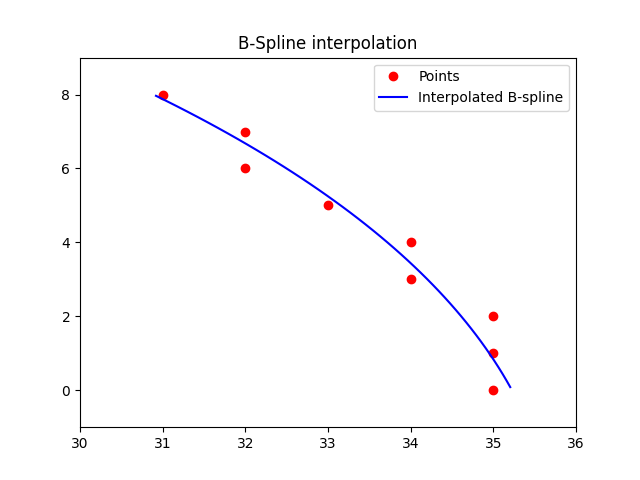 B-Spline interpolation
Points
Interpolated B-spline
8
6
4
2
0
30 31 32 33 34 35 36